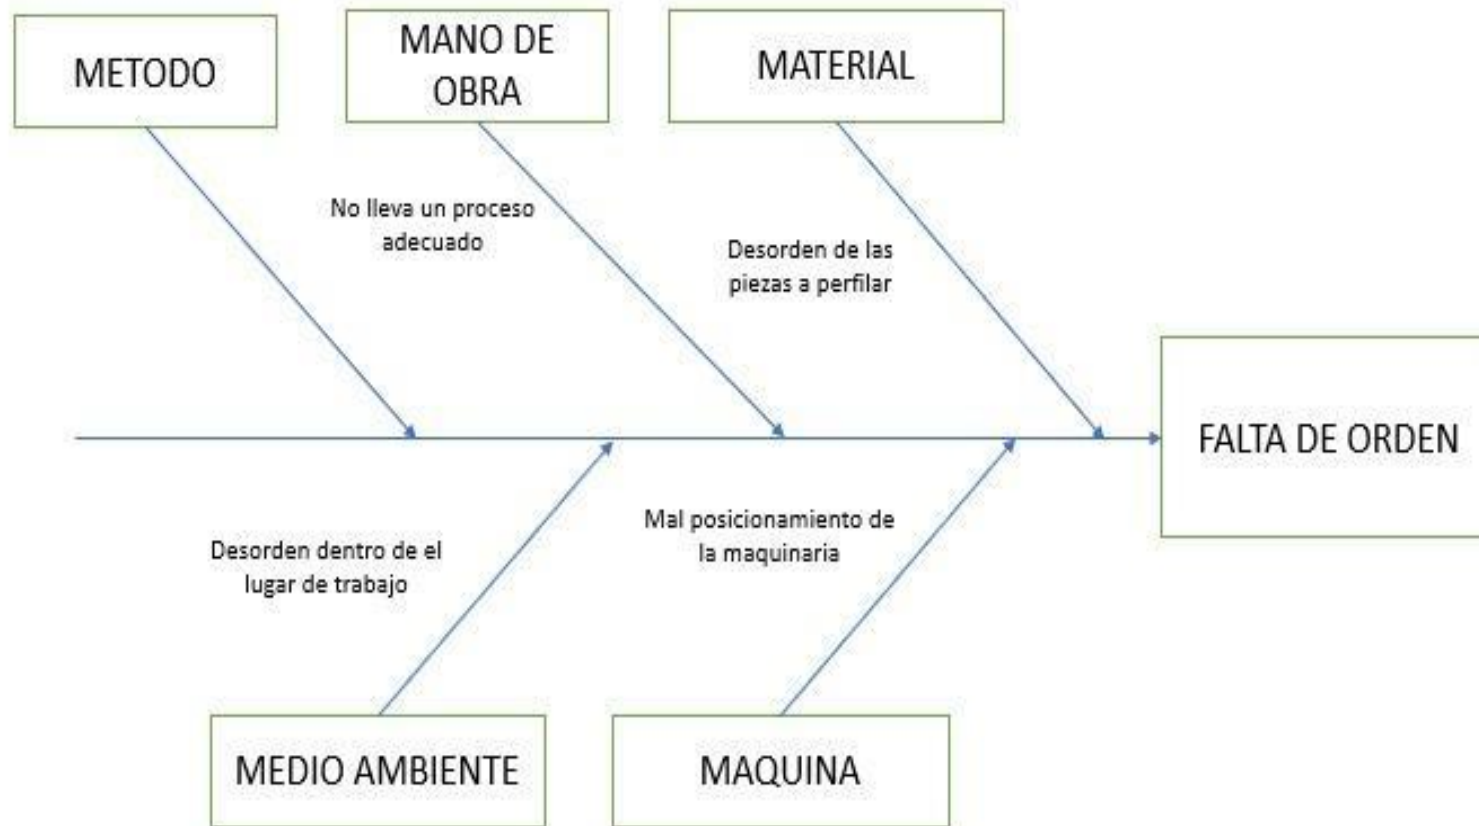 METODO
MANO DE
OBRA
MATERIAL
No lleva un proceso
adecuado
Desorden de las
piezas a perfilar
FALTA DE ORDEN
Desorden dentro de el
lugar de trabajo
Mal posicionamiento de
la maquinaria
MEDIO AMBIENTE
MAQUINA